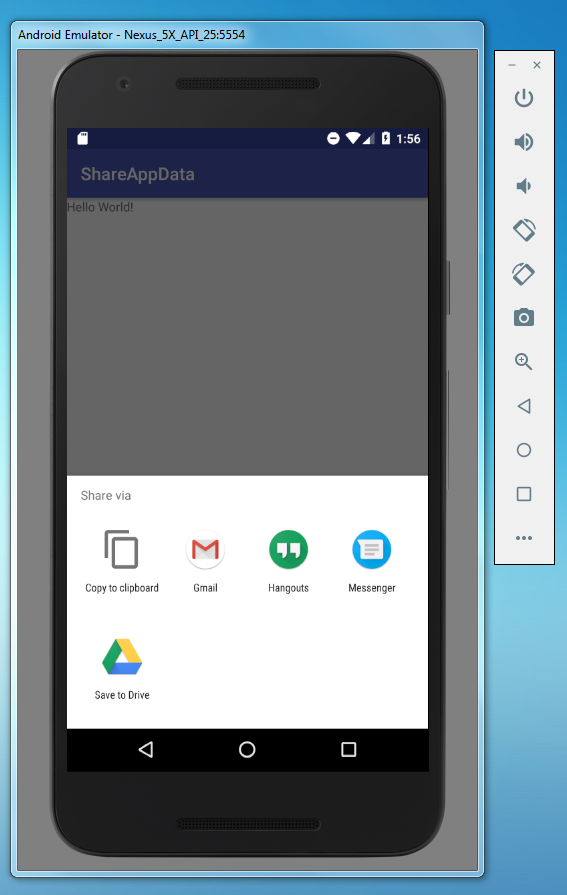 Android Emulator - Nexus_5X_API_25:5554
1:56
ShareAppData
Hello World!
Share via
Copy to clipboard
Gmail
Hangouts
Messenger
Save to Drive